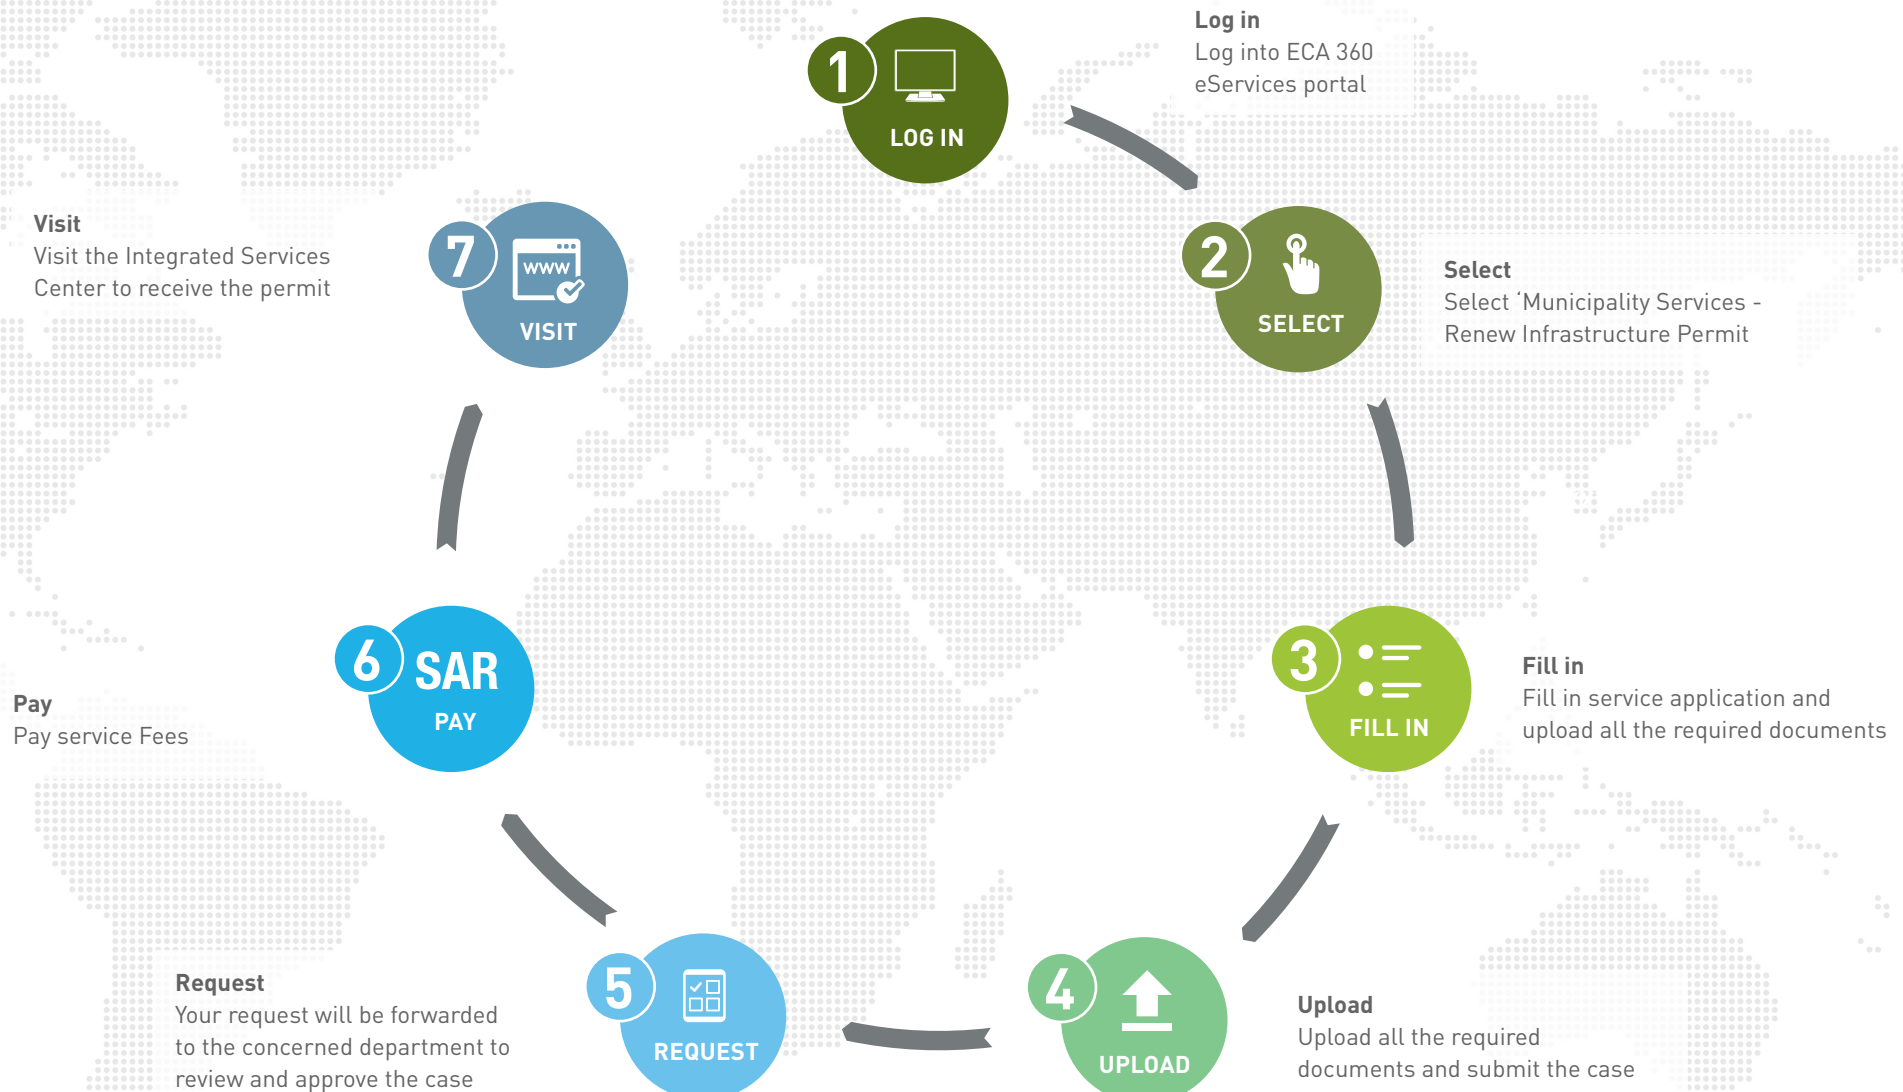 1
LOG IN
Log in
Log into ECA 360
eServices portal
2
SELECT
Select
Select ‘Municipality Services -
Renew Infrastructure Permit
3
FILL IN
Fill in
Fill in service application and
upload all the required documents
4
UPLOAD
Upload
Upload all the required
documents and submit the case
5
REQUEST
Request
Your request will be forwarded
to the concerned department to
review and approve the case
6
SAR
PAY
Pay
Pay service Fees
7
WWW
VISIT
Visit
Visit the Integrated Services
Center to receive the permit